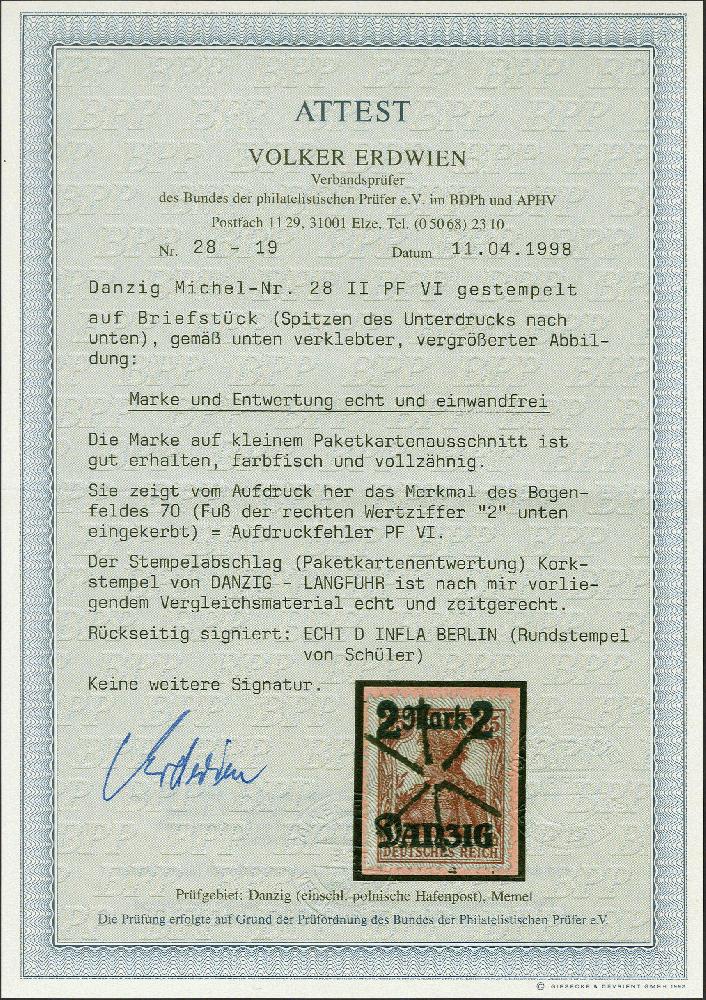 ATTEST
VOLKER ERDWIEN
Verbandsprüfer
des Bundes der philatelistischen Prüfer e.V. im BDPh und APHV
Postfach 11 29, 31001 Elze, Tel. (0 50 68) 23 10
Nr. 28 - 19 Datum 11.04.1998
Danzig Michel-Nr. 28 II PF VI gestempelt
auf Briefstück (Spitzen des Unterdrucks nach
unten), gemäß unten verklebter, vergrößerter Abbil-
dung:
Marke und Entwertung echt und einwandfrei
Die Marke auf kleinem Paketkartenausschnitt ist
gut erhalten, farbfisch und vollzähnig.
Sie zeigt vom Aufdruck her das Merkmal des Bogen-
feldes 70 (Fuß der rechten Wertziffer "2" unten
eingekerbt) = Aufdruckfehler PF VI.
Der Stempelabschlag (Paketkartenentwertung) Kork-
stempel von DANZIG - LANGFUHR ist nach mir vorlie-
gendem Vergleichsmaterial echt und zeitgerecht.
Rückseitig signiert: ECHT D INFLA BERLIN (Rundstempel
von Schüler)
Keine weitere Signatur.
Erdwien
2 Mark 2
DANZIG
DEUTSCHES REICH
Prüfgebiet: Danzig (einschl. polnische Hafenpost), Memel
Die Prüfung erfolgte auf Grund der Prüfordnung des Bundes der Philatelistischen Prüfer e.V.
© GIESECKE & DEVRIENT GMBH 1992